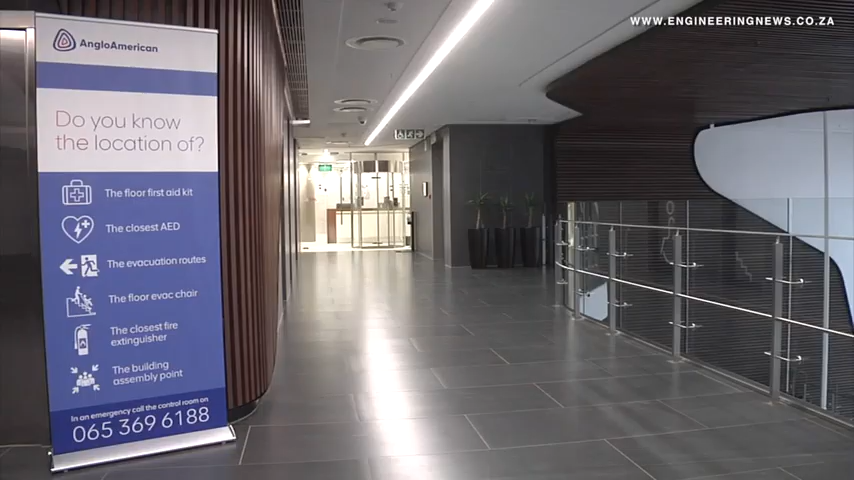 WWW.ENGINEERINGNEWS.CO.ZA
AngloAmerican
Do you know
the location of?
The floor first aid kit
The closest AED
The evacuation routes
The floor evac chair
The closest fire
extinguisher
The building
assembly point
In an emergency call the control room on
065 369 6188